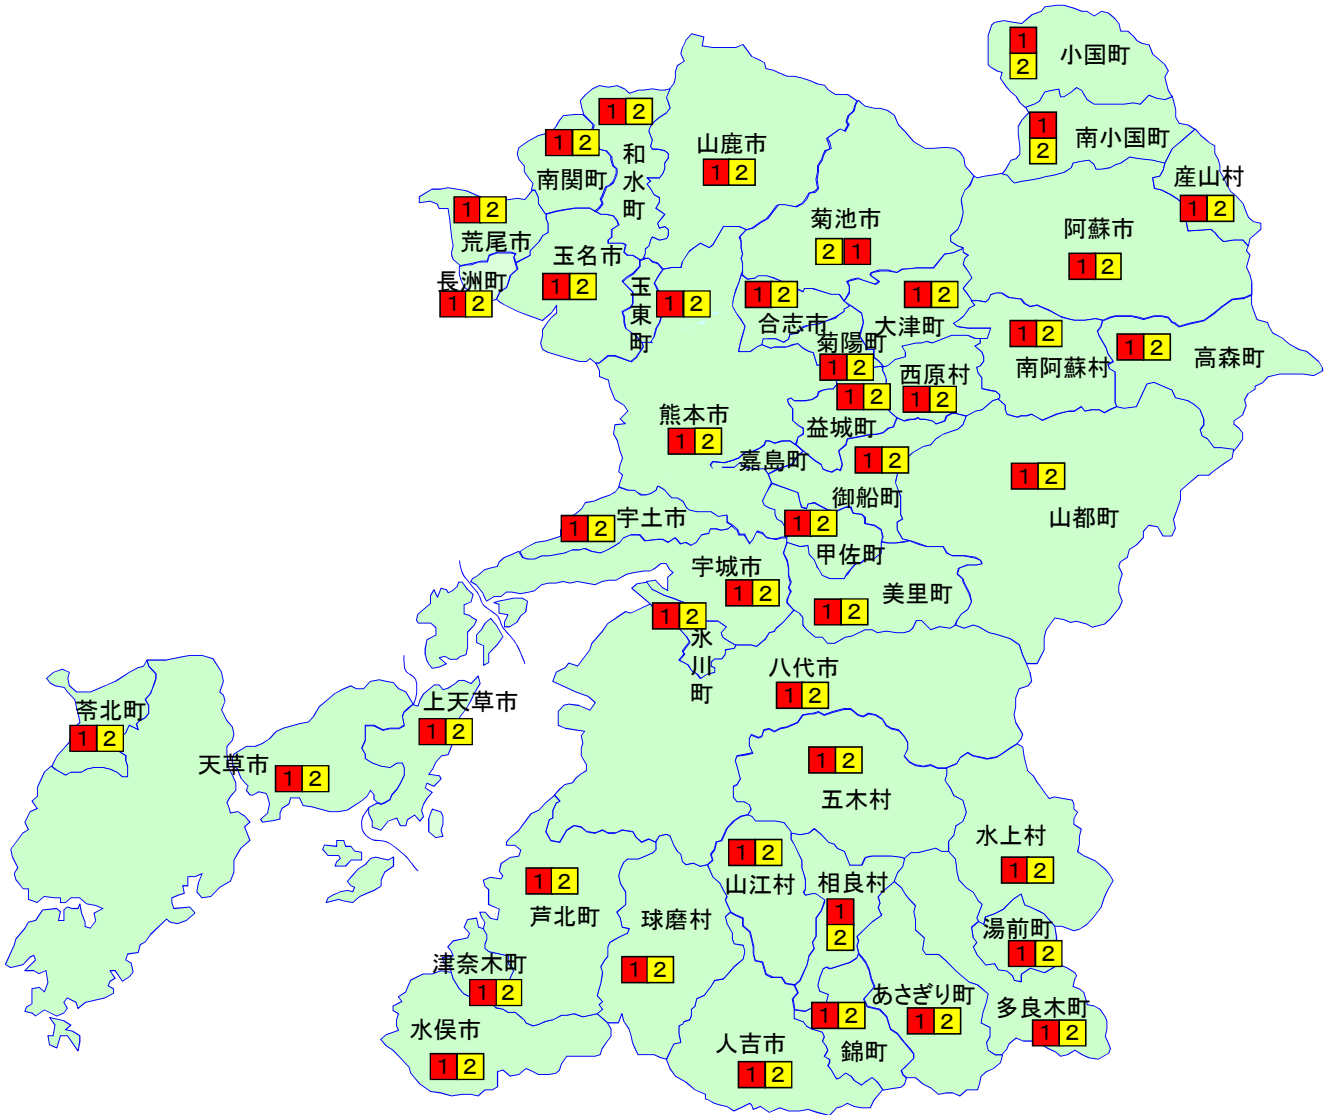 1
2
小国町
1 2
和水町
1
2
南小国町
1 2
南関町
山鹿市
1 2
産山村
1 2
1 2
荒尾市
菊池市
2 1
阿蘇市
1 2
玉名市
1 2
長洲町
1 2
玉東町
1 2
1 2
合志市
1 2
大津町
菊陽町
1 2
1 2
南阿蘇村
1 2
高森町
西原村
1 2
1 2
益城町
熊本市
1 2
嘉島町
1 2
御船町
1 2
山都町
宇土市
1 2
1 2
甲佐町
宇城市
1 2
美里町
1 2
1 2
氷川町
八代市
1 2
上天草市
1 2
苓北町
1 2
天草市
1 2
1 2
五木村
水上村
1 2
1 2
山江村
相良村
1
2
1 2
芦北町
球磨村
1 2
湯前町
1 2
津奈木町
1 2
あさぎり町
1 2
多良木町
1 2
水俣市
1 2
1 2
錦町
人吉市
1 2